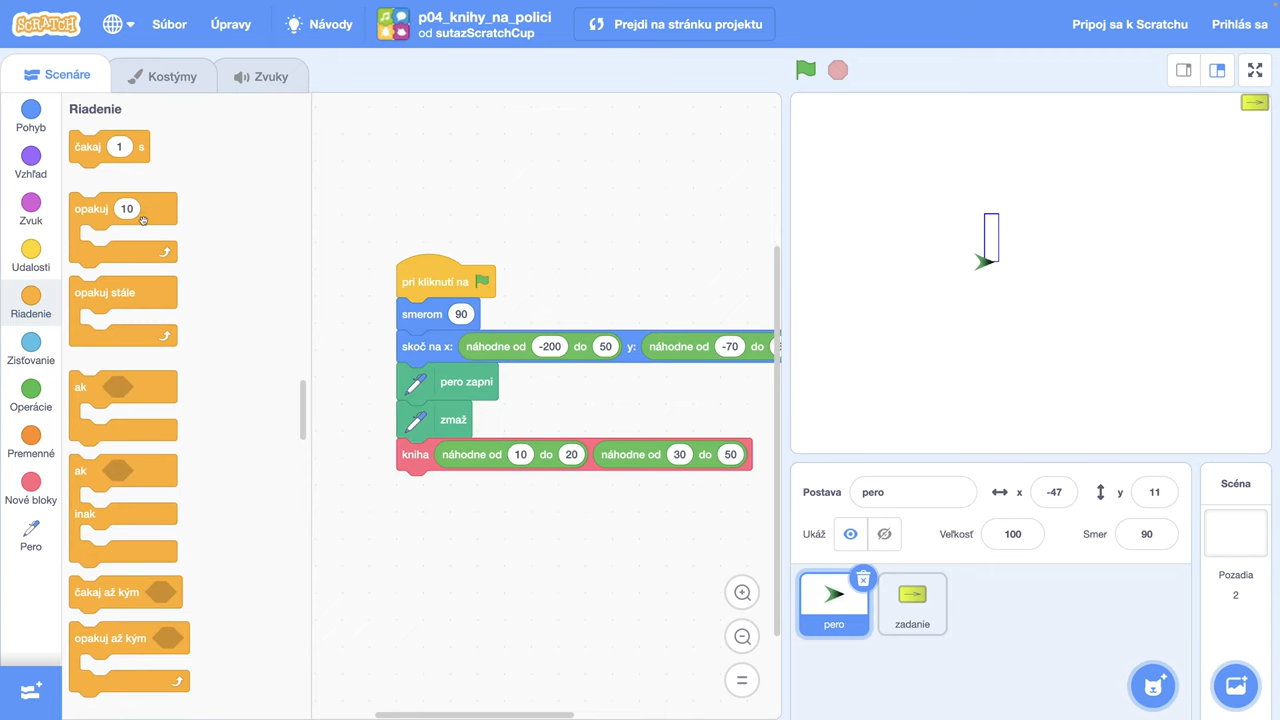 SCRATCH
Súbor
Úpravy
Návody
p04_knihy_na_polici
od sutazScratchCup
Prejdi na stránku projektu
Pripoj sa k Scratchu
Prihlás sa
Scenáre
Kostýmy
Zvuky
Pohyb
Vzhľad
Zvuk
Udalosti
Riadenie
Zisťovanie
Operácie
Premenné
Nové bloky
Pero
Riadenie
čakaj 1 s
opakuj 10
opakuj stále
ak
ak
inak
čakaj až kým
opakuj až kým
pri kliknutí na
smerom 90
skoč na x: náhodne od -200 do 50 y: náhodne od -70 do
pero zapni
zmaž
kniha náhodne od 10 do 20 náhodne od 30 do 50
Postava pero x -47 y 11
Ukáž Veľkosť 100 Smer 90
pero
zadanie
Scéna
Pozadia
2